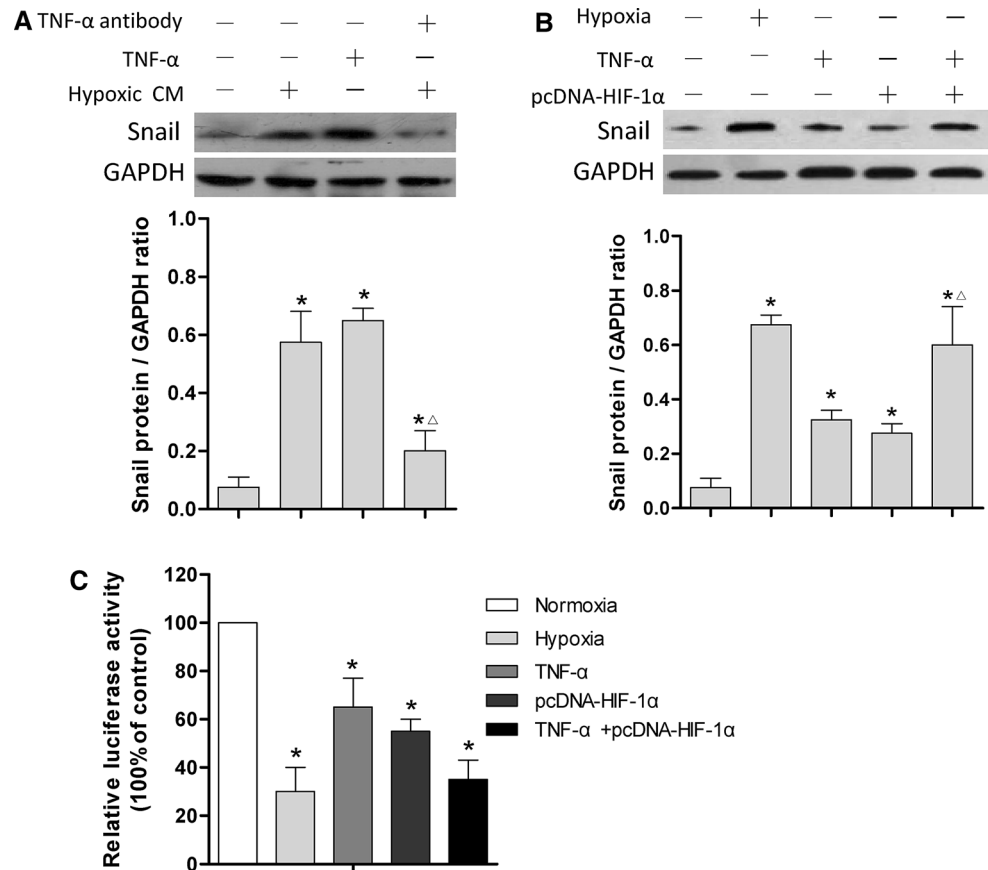 A
TNF-α antibody — — — +
TNF-α — — + —
Hypoxic CM — + — +
Snail
GAPDH
Snail protein / GAPDH ratio
1.0
0.8
0.6
0.4
0.2
0.0
*
*
* △
B
Hypoxia — + — — —
TNF-α — — + — +
pcDNA-HIF-1α — — — + +
Snail
GAPDH
Snail protein / GAPDH ratio
1.0
0.8
0.6
0.4
0.2
0.0
*
*
*
* △
C
Relative luciferase activity
(100% of control)
120
100
80
60
40
20
0
*
*
*
*
Normoxia
Hypoxia
TNF-α
pcDNA-HIF-1α
TNF-α +pcDNA-HIF-1α